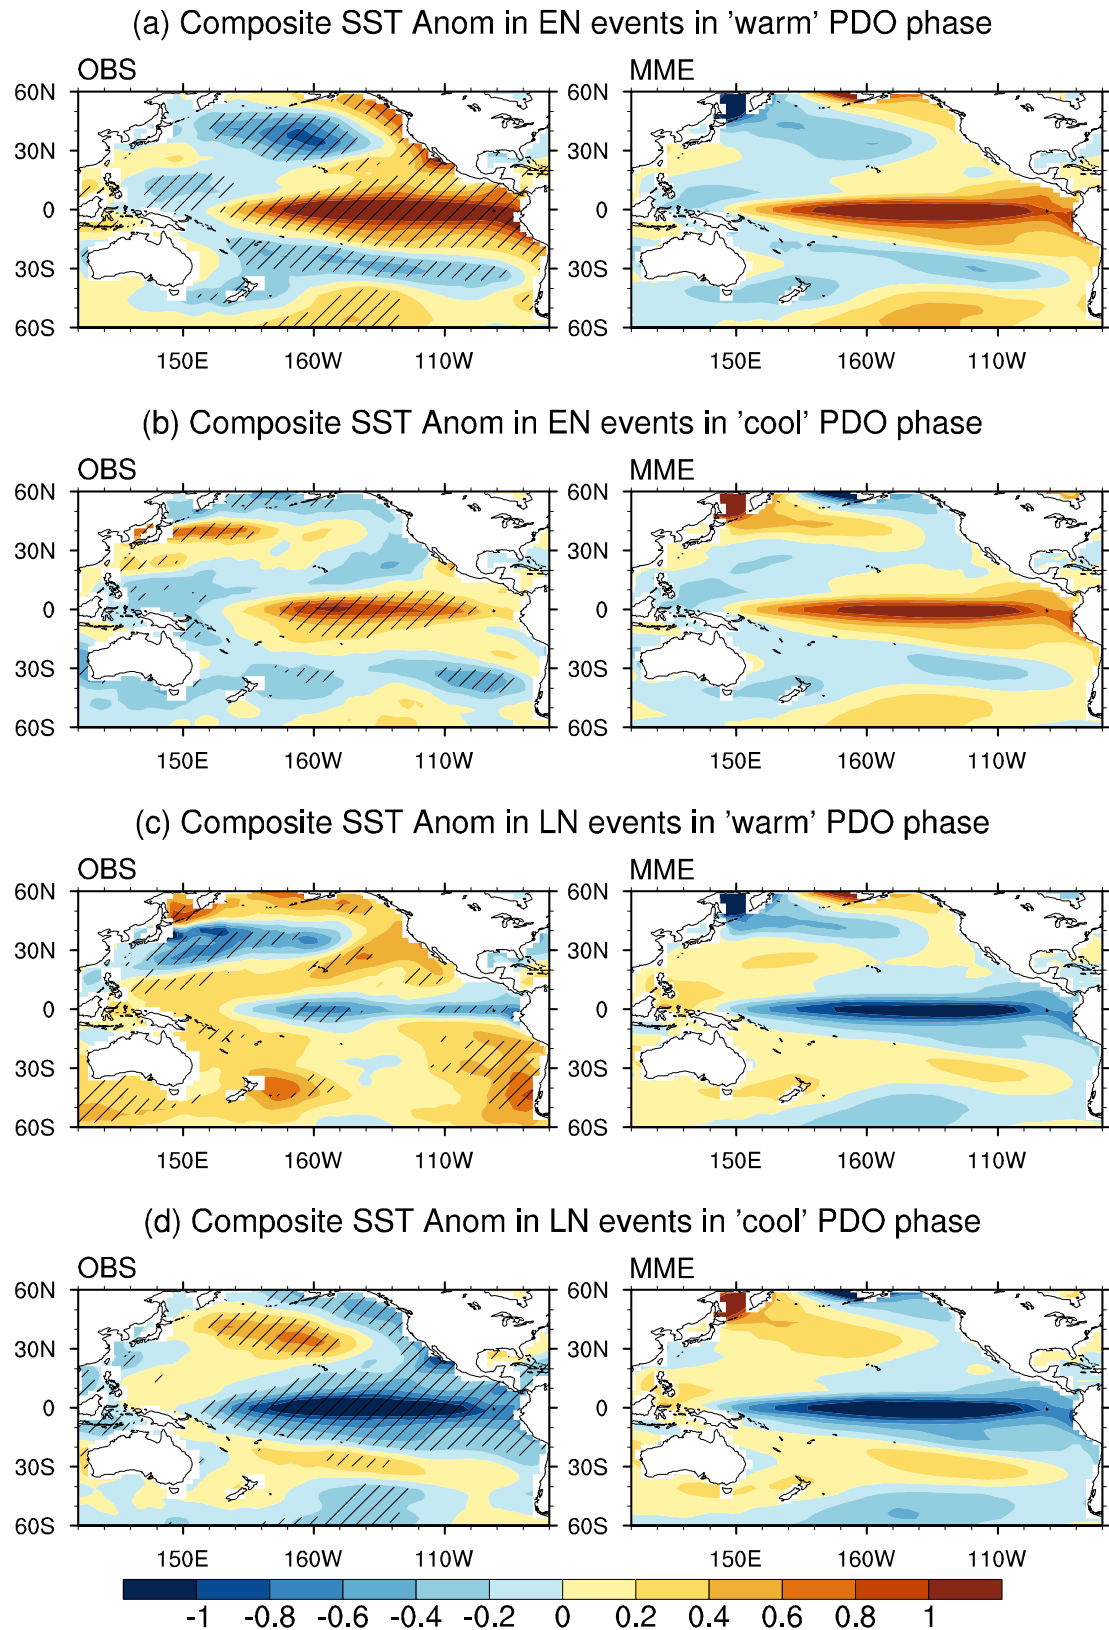 (a) Composite SST Anom in EN events in 'warm' PDO phase
OBS MME
60N 60N
30N 30N
0 0
30S 30S
60S 60S
150E 160W 110W 150E 160W 110W
(b) Composite SST Anom in EN events in 'cool' PDO phase
OBS MME
60N 60N
30N 30N
0 0
30S 30S
60S 60S
150E 160W 110W 150E 160W 110W
(c) Composite SST Anom in LN events in 'warm' PDO phase
OBS MME
60N 60N
30N 30N
0 0
30S 30S
60S 60S
150E 160W 110W 150E 160W 110W
(d) Composite SST Anom in LN events in 'cool' PDO phase
OBS MME
60N 60N
30N 30N
0 0
30S 30S
60S 60S
150E 160W 110W 150E 160W 110W
-1 -0.8 -0.6 -0.4 -0.2 0 0.2 0.4 0.6 0.8 1